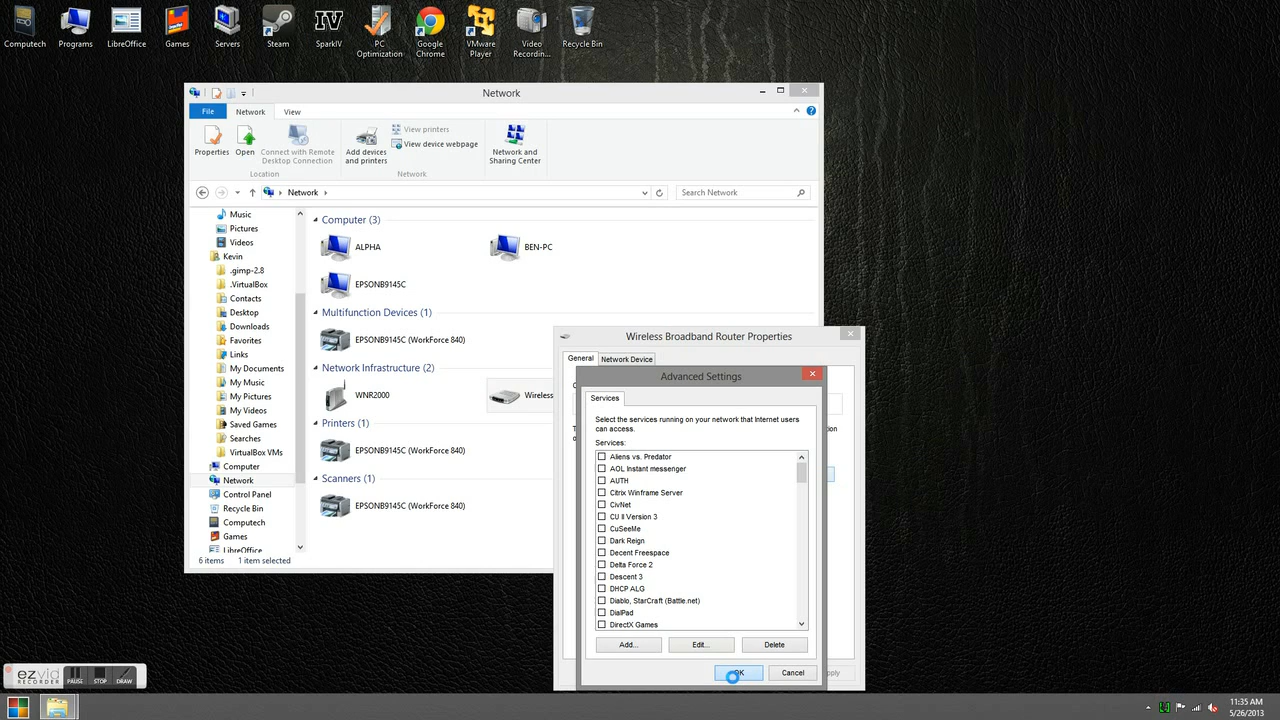 Computech
Programs
LibreOffice
Games
Servers
Steam
SparkIV
PC
Optimization
Google
Chrome
VMware
Player
Video
Recordin...
Recycle Bin
Network
File
Network
View
Properties
Open
Connect with Remote
Desktop Connection
Add devices
and printers
View printers
View device webpage
Network and
Sharing Center
Location
Network
Network
Search Network
Music
Pictures
Videos
Kevin
.gimp-2.8
.VirtualBox
Contacts
Desktop
Downloads
Favorites
Links
My Documents
My Music
My Pictures
My Videos
Saved Games
Searches
VirtualBox VMs
Computer
Network
Control Panel
Recycle Bin
Computech
Games
LibreOffice
Computer (3)
ALPHA
BEN-PC
EPSONB9145C
Multifunction Devices (1)
EPSONB9145C (WorkForce 840)
Network Infrastructure (2)
WNR2000
Wireless
Printers (1)
EPSONB9145C (WorkForce 840)
Scanners (1)
EPSONB9145C (WorkForce 840)
6 items
1 item selected
Wireless Broadband Router Properties
General
Network Device
Advanced Settings
Services
Select the services running on your network that Internet users
can access.
Services:
Aliens vs. Predator
AOL Instant messenger
AUTH
Citrix Winframe Server
CivNet
CU II Version 3
CuSeeMe
Dark Reign
Decent Freespace
Delta Force 2
Descent 3
DHCP ALG
Diablo, StarCraft (Battle.net)
DialPad
DirectX Games
Add...
Edit...
Delete
OK
Cancel
ezvid
RECORDER
PAUSE
STOP
DRAW
11:35 AM
5/26/2013